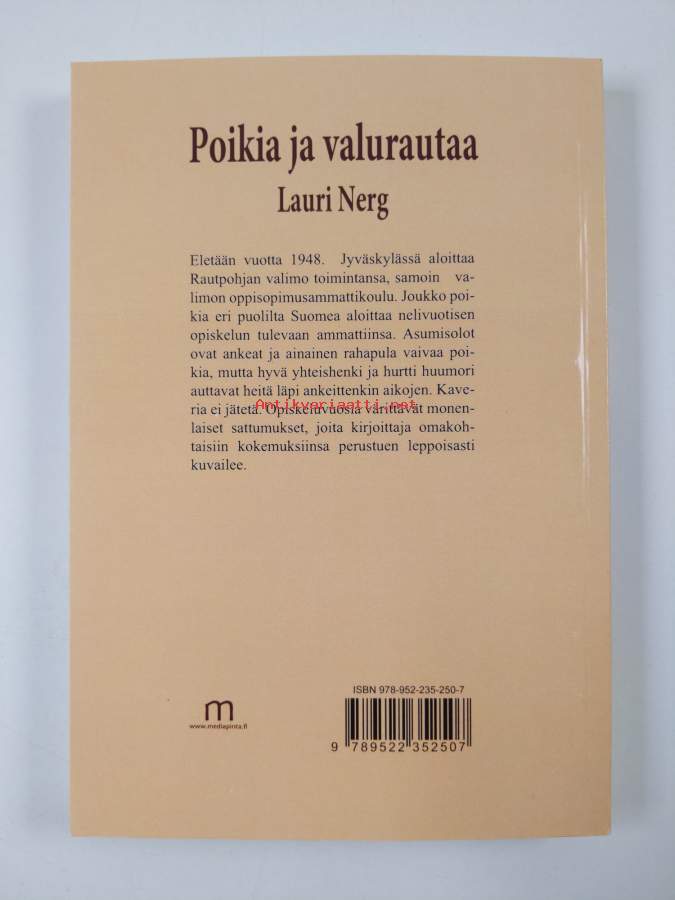 Poikia ja valurautaa
Lauri Nerg
Eletään vuotta 1948. Jyväskylässä aloittaa
Rautpohjan valimo toimintansa, samoin va-
limon oppisopimusammattikoulu. Joukko poi-
kia eri puolilta Suomea aloittaa nelivuotisen
opiskelun tulevaan ammattiinsa. Asumisolot
ovat ankeat ja ainainen rahapula vaivaa poi-
kia, mutta hyvä yhteishenki ja hurtti huumori
auttavat heitä läpi ankeittenkin aikojen. Kave-
Antikvariaatti.net
ria ei jätetä. Opiskeluvuosia värittävät monen-
laiset sattumukset, joita kirjoittaja omakoh-
taisiin kokemuksiinsa perustuen leppoisasti
kuvailee.
ISBN 978-952-235-250-7
m
www.mediapinta.fi
9 789522 352507